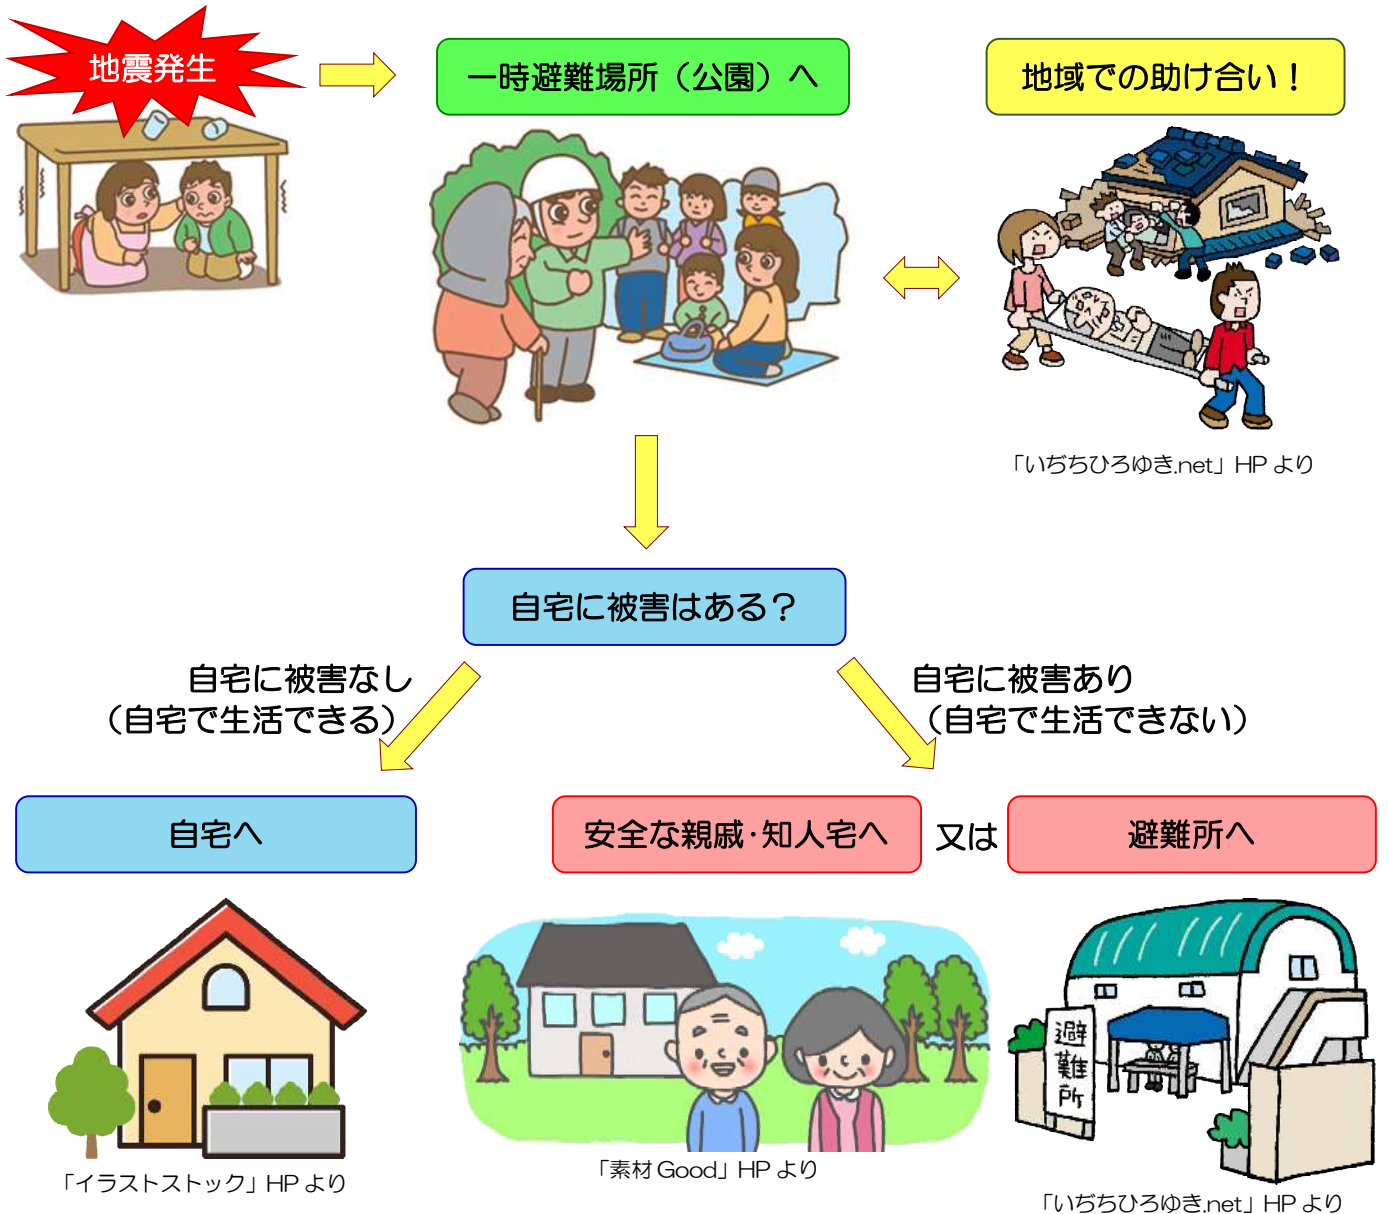 地震発生
一時避難場所（公園）へ
地域での助け合い！
「いぢちひろゆき.net」HPより
自宅に被害はある？
自宅に被害なし
（自宅で生活できる）
自宅に被害あり
（自宅で生活できない）
自宅へ
安全な親戚・知人宅へ
又は
避難所へ
避難所
「イラストストック」HPより
「素材Good」HPより
「いぢちひろゆき.net」HPより